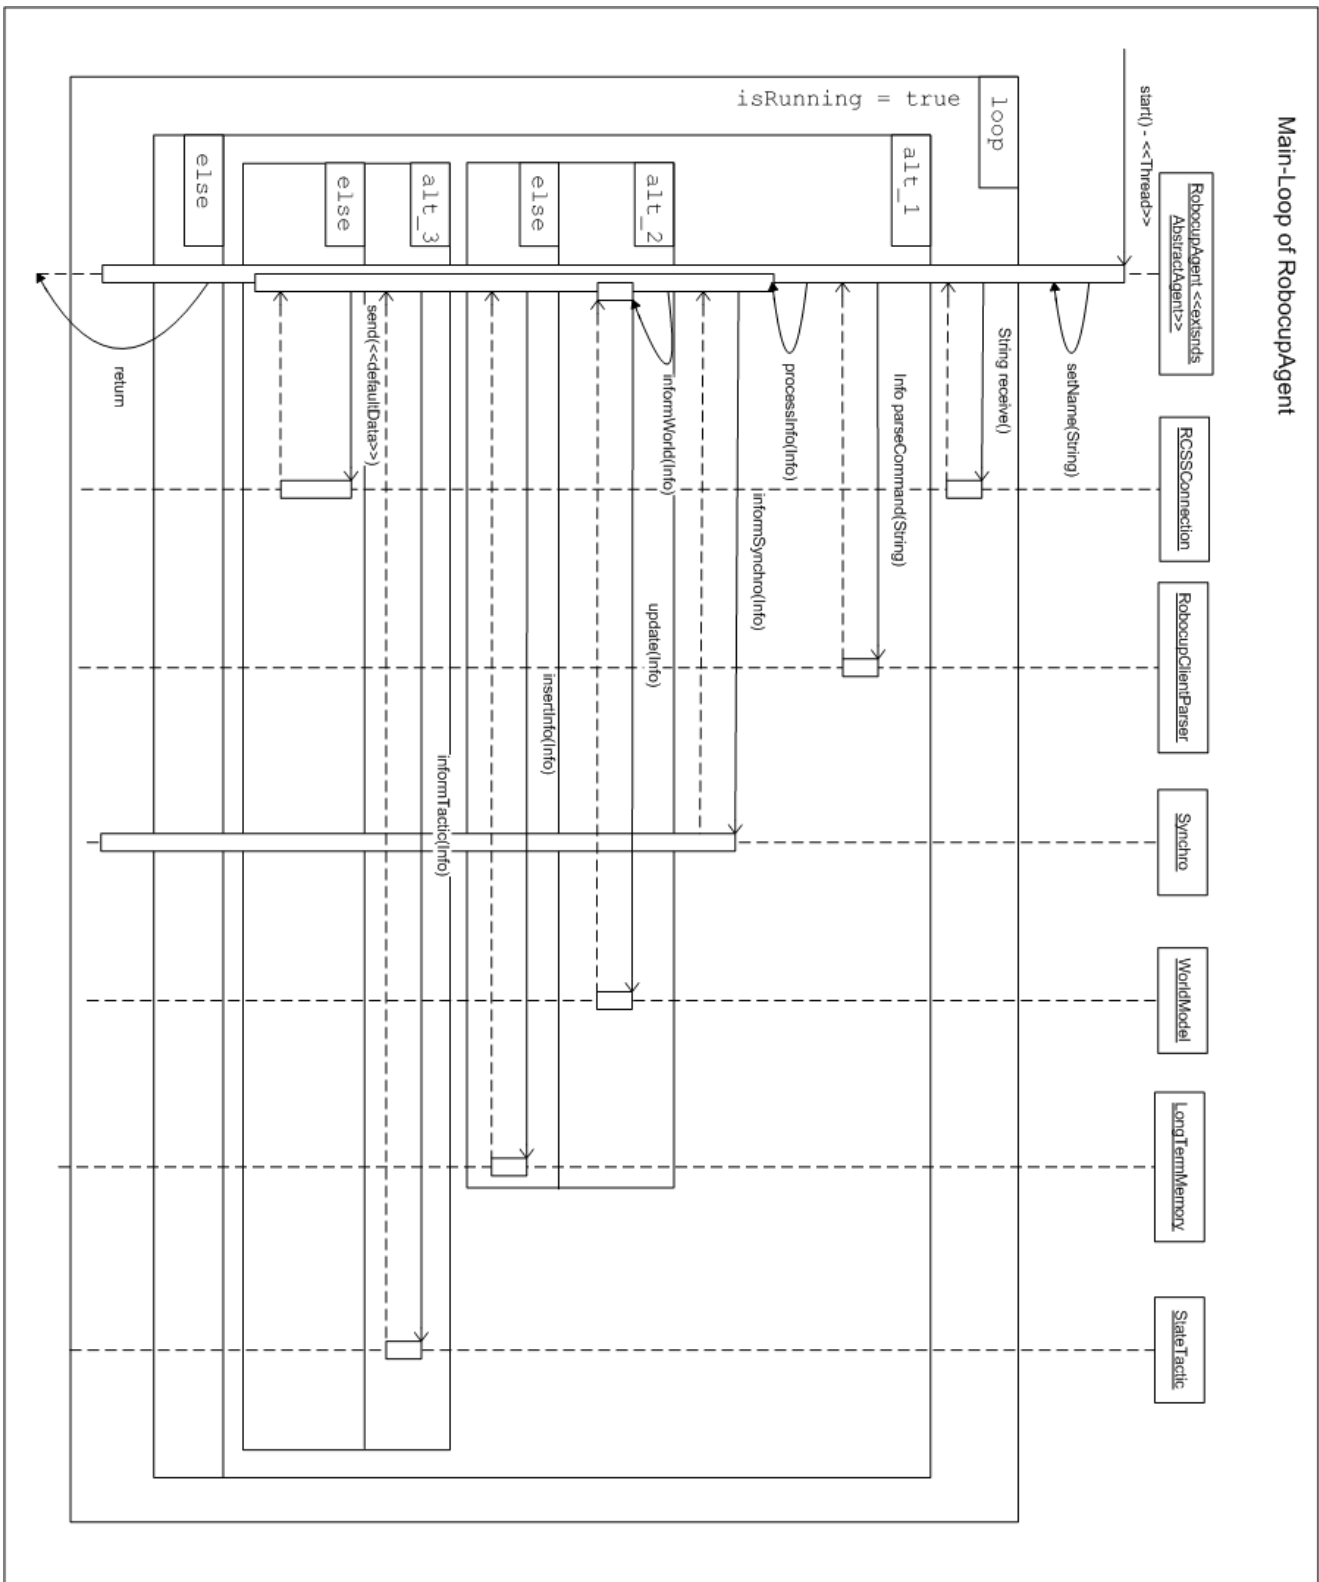 Main-Loop of RobocupAgent
RobocupAgent <<extsnds
AbstractAgent>>
RCSSConnection
RobocupClientParser
Synchro
WorldModel
LongTermMemory
StateTactic
start() - <<Thread>>
setName(String)
loop
isRunning = true
String receive()
alt_1
Info parseCommand(String)
processInfo(Info)
informSynchro(Info)
alt_2
informWorld(Info)
update(Info)
else
insertInfo(Info)
alt_3
informTactic(Info)
else
send(<<defaultData>>)
else
return